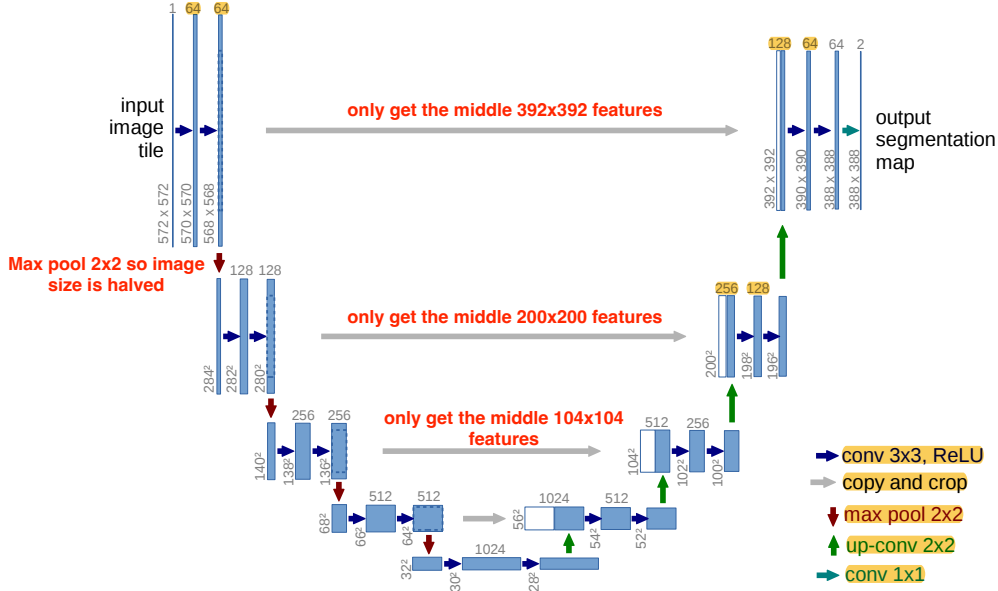 1 64 64
128 64 64 2
input
image
tile
only get the middle 392x392 features
output
segmentation
map
572 x 572
570 x 570
568 x 568
392 x 392
390 x 390
388 x 388
388 x 388
Max pool 2x2 so image
size is halved
128 128
256 128
only get the middle 200x200 features
284²
282²
280²
200²
198²
196²
256 256
only get the middle 104x104
features
512 256
140²
138²
136²
104²
102²
100²
512 512
1024 512
68²
66²
64²
56²
54²
52²
1024
32²
30²
28²
conv 3x3, ReLU
copy and crop
max pool 2x2
up-conv 2x2
conv 1x1